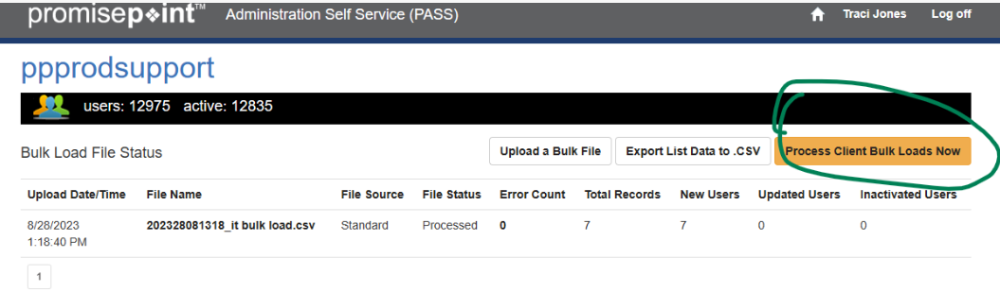 promisepoint™ Administration Self Service (PASS) Traci Jones Log off
ppprodsupport
users: 12975 active: 12835
Bulk Load File Status Upload a Bulk File Export List Data to .CSV Process Client Bulk Loads Now
Upload Date/Time File Name File Source File Status Error Count Total Records New Users Updated Users Inactivated Users
8/28/2023 202328081318_it bulk load.csv Standard Processed 0 7 7 0 0
1:18:40 PM
1